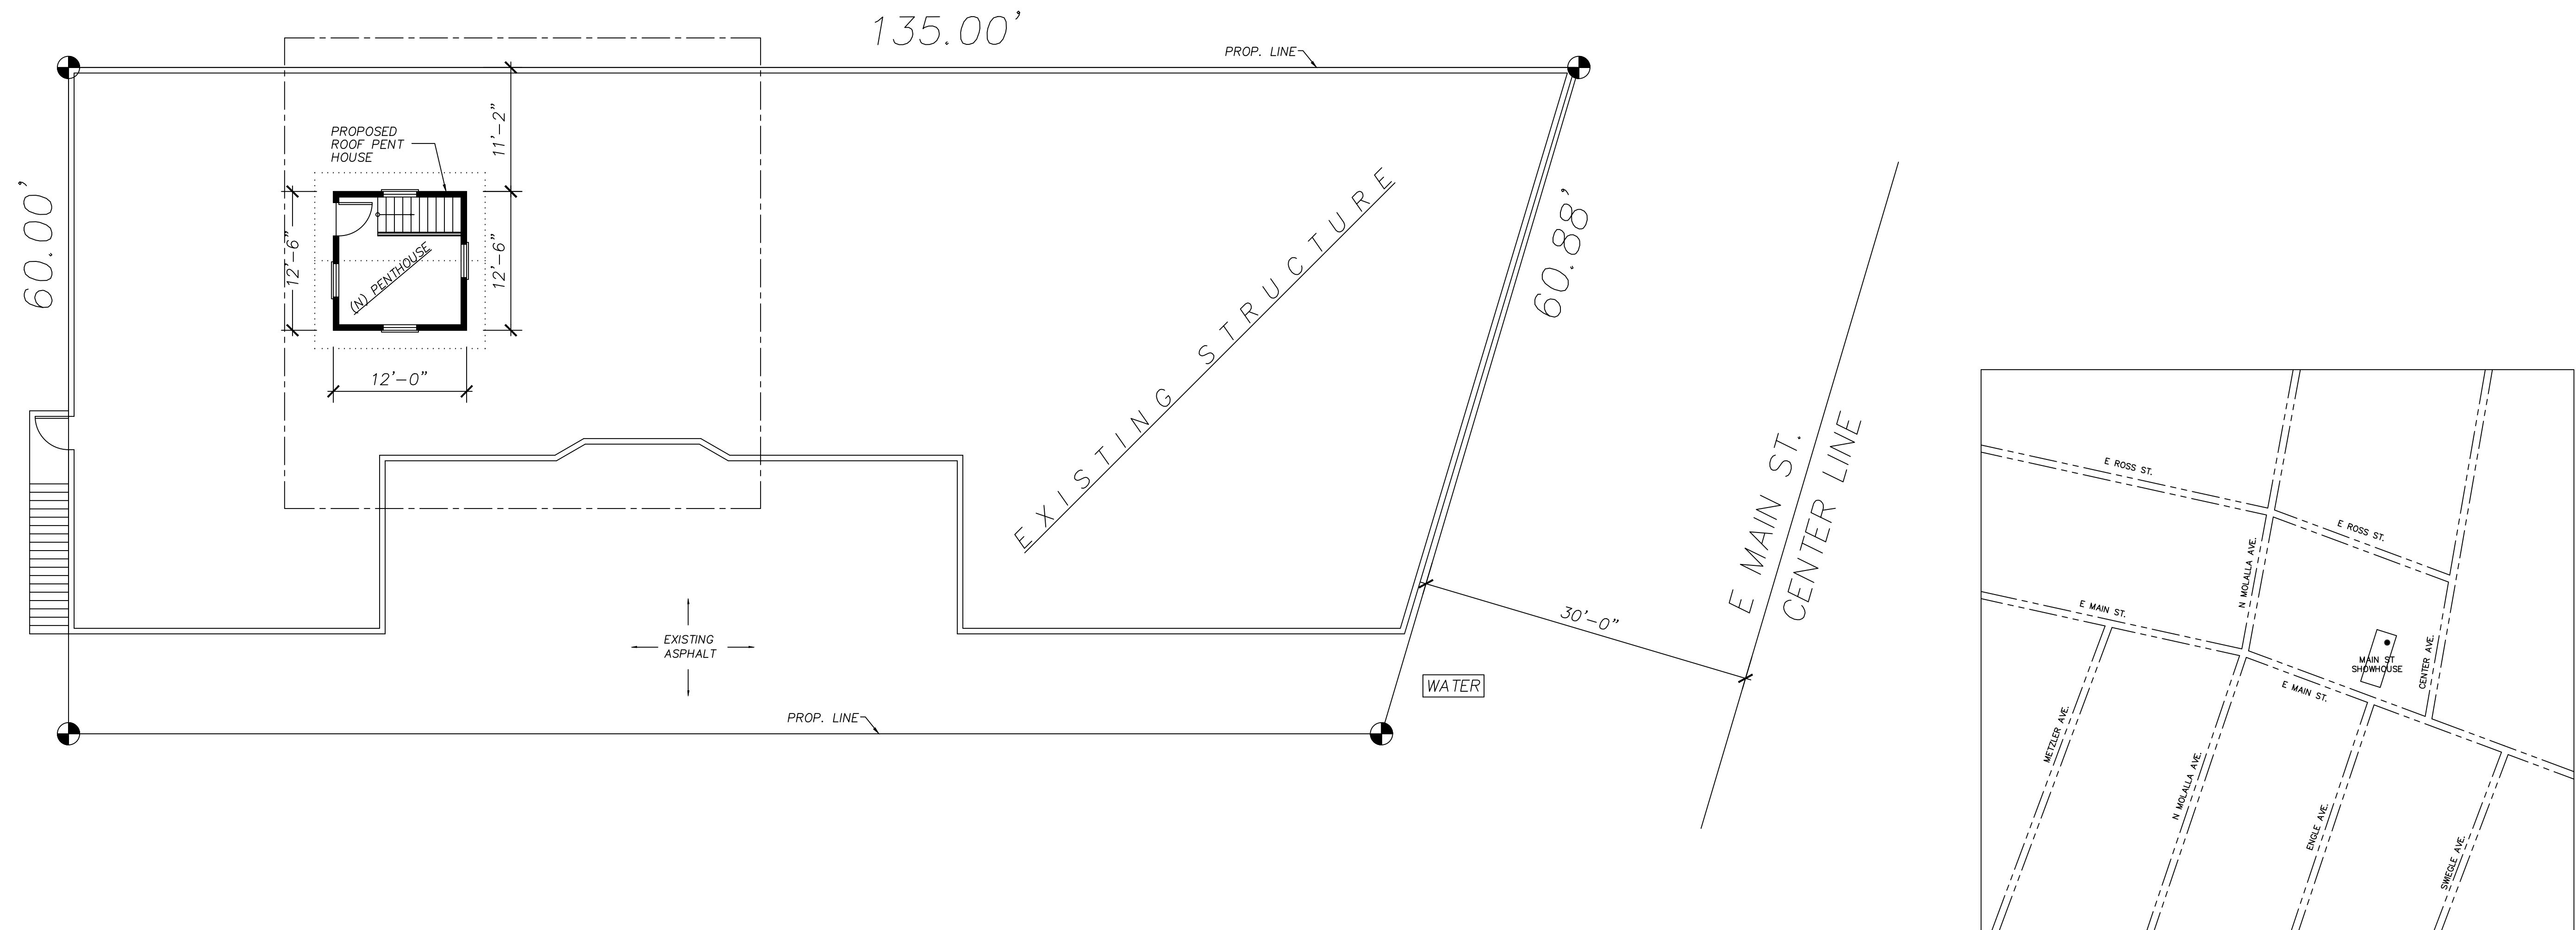 135.00'
PROP. LINE
11'-2"
PROPOSED
ROOF PENT
HOUSE
60.00'
12'-6"
12'-6"
(N) PENTHOUSE
12'-0"
EXISTING STRUCTURE
60.88'
E MAIN ST.
CENTER LINE
30'-0"
EXISTING
ASPHALT
WATER
PROP. LINE
E ROSS ST.
E ROSS ST.
N MOLALLA AVE.
E MAIN ST.
MAIN ST
SHOWHOUSE
CENTER AVE.
E MAIN ST.
METZLER AVE.
N MOLALLA AVE.
ENGLE AVE.
SWIEGLE AVE.